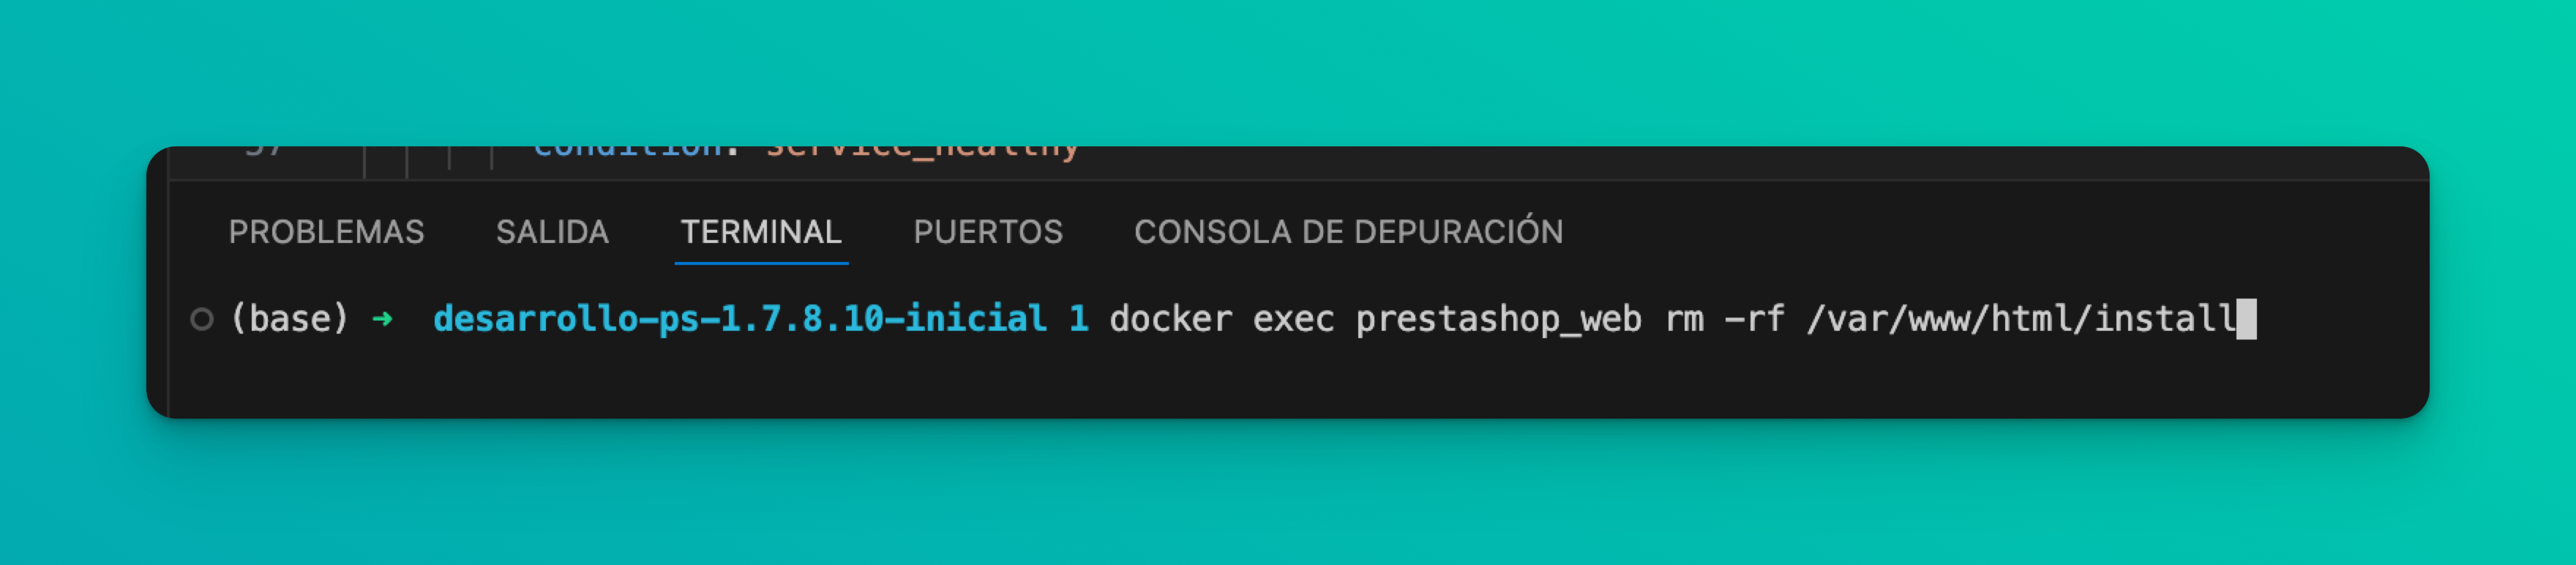 37 condition: service_healthy
PROBLEMAS SALIDA TERMINAL PUERTOS CONSOLA DE DEPURACIÓN
(base) ➜ desarrollo-ps-1.7.8.10-inicial 1 docker exec prestashop_web rm -rf /var/www/html/install